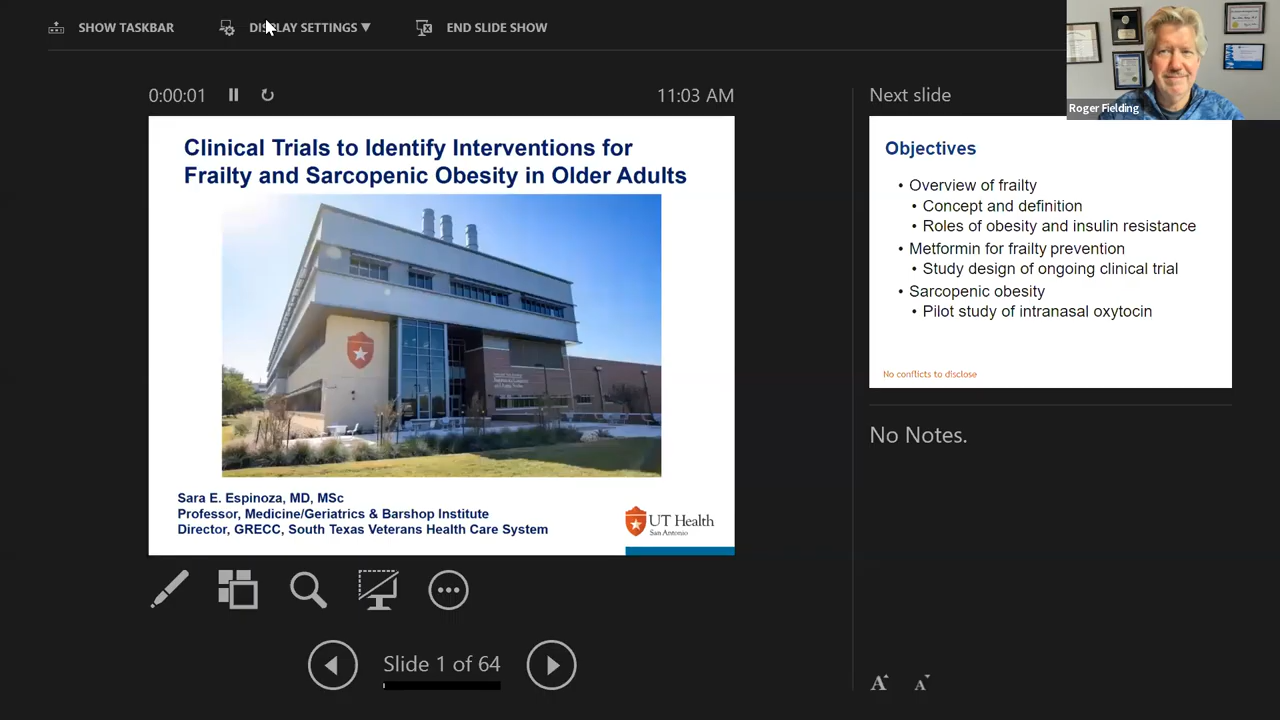 SHOW TASKBAR
DISPLAY SETTINGS ▼
END SLIDE SHOW
Roger Fielding
0:00:01
11:03 AM
Clinical Trials to Identify Interventions for
Frailty and Sarcopenic Obesity in Older Adults
Sara E. Espinoza, MD, MSc
Professor, Medicine/Geriatrics & Barshop Institute
Director, GRECC, South Texas Veterans Health Care System
UT Health
San Antonio
Slide 1 of 64
Next slide
Objectives
• Overview of frailty
• Concept and definition
• Roles of obesity and insulin resistance
• Metformin for frailty prevention
• Study design of ongoing clinical trial
• Sarcopenic obesity
• Pilot study of intranasal oxytocin
No conflicts to disclose
No Notes.
A
A